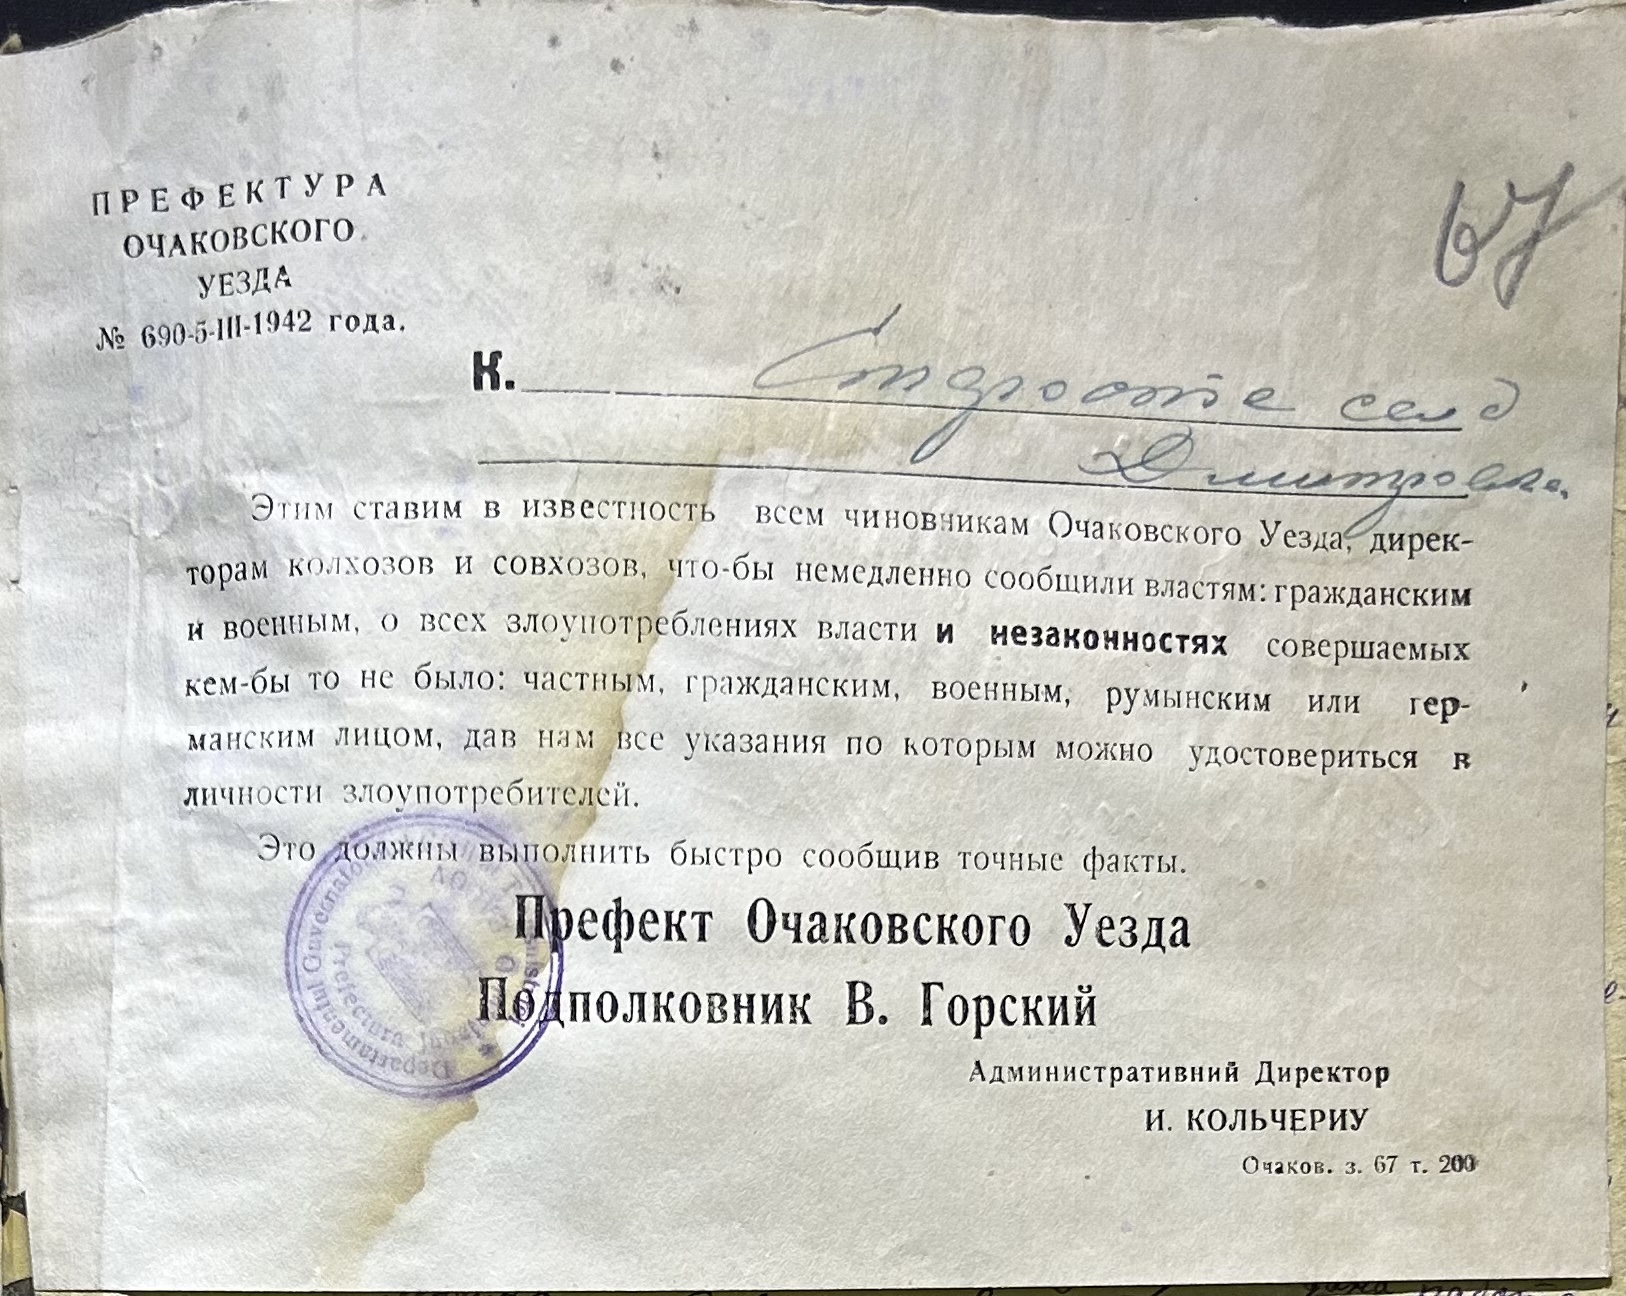 67
ПРЕФЕКТУРА
ОЧАКОВСКОГО
УЕЗДА
№ 690-5-III-1942 года.
К. Старосте села
Дмитровка.
Этим ставим в известность всем чиновникам Очаковского Уезда, дирек-
торам колхозов и совхозов, что-бы немедленно сообщили властям: гражданским
и военным, о всех злоупотреблениях власти и незаконностях совершаемых
кем-бы то не было: частным, гражданским, военным, румынским или гер-
манским лицом, дав нам все указания по которым можно удостовериться в
личности злоупотребителей.
Это должны выполнить быстро сообщив точные факты.
Префект Очаковского Уезда
Подполковник В. Горский
Административний Директор
И. КОЛЬЧЕРИУ
Очаков. з. 67 т. 200
Prefectura